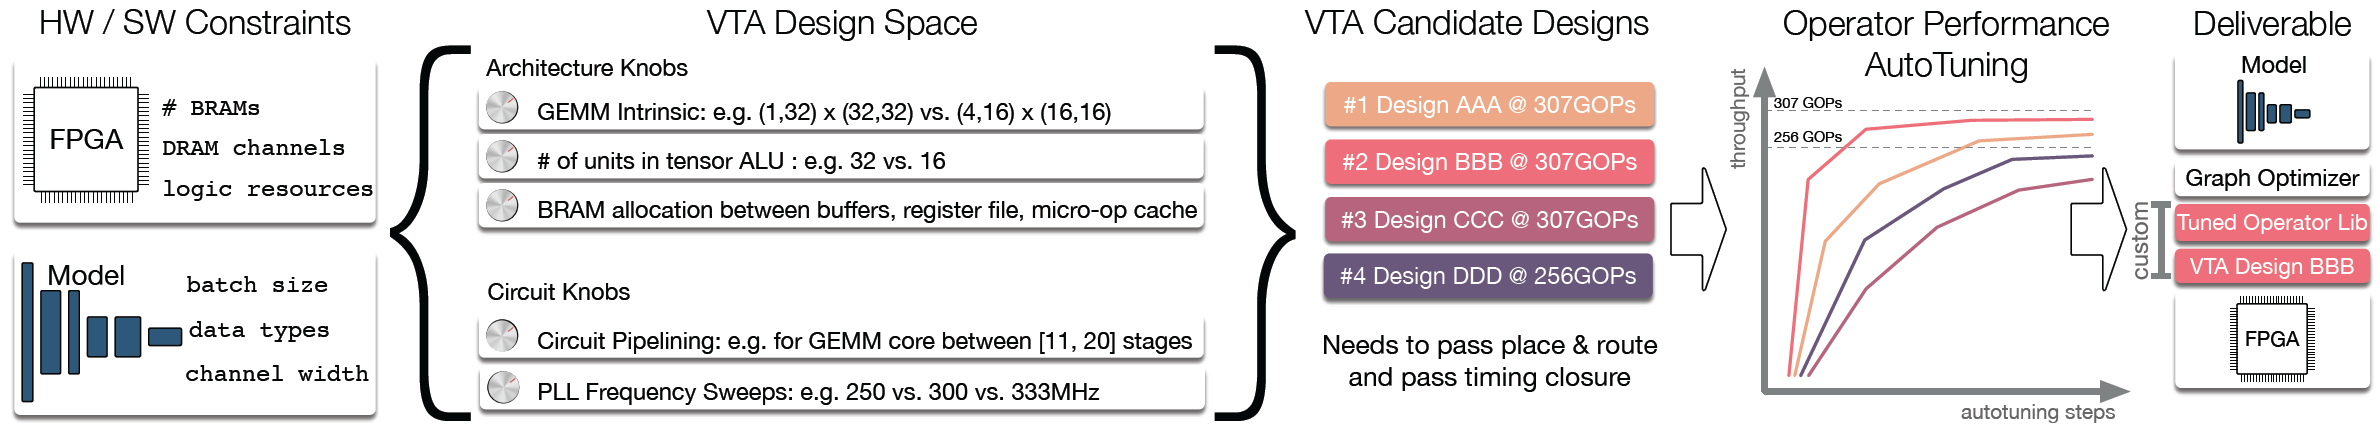 HW / SW Constraints
FPGA
# BRAMs
DRAM channels
logic resources
Model
batch size
data types
channel width
VTA Design Space
Architecture Knobs
GEMM Intrinsic: e.g. (1,32) x (32,32) vs. (4,16) x (16,16)
# of units in tensor ALU : e.g. 32 vs. 16
BRAM allocation between buffers, register file, micro-op cache
Circuit Knobs
Circuit Pipelining: e.g. for GEMM core between [11, 20] stages
PLL Frequency Sweeps: e.g. 250 vs. 300 vs. 333MHz
VTA Candidate Designs
#1 Design AAA @ 307GOPs
#2 Design BBB @ 307GOPs
#3 Design CCC @ 307GOPs
#4 Design DDD @ 256GOPs
Needs to pass place & route
and pass timing closure
Operator Performance
AutoTuning
throughput
307 GOPs
256 GOPs
autotuning steps
Deliverable
Model
Graph Optimizer
custom
Tuned Operator Lib
VTA Design BBB
FPGA